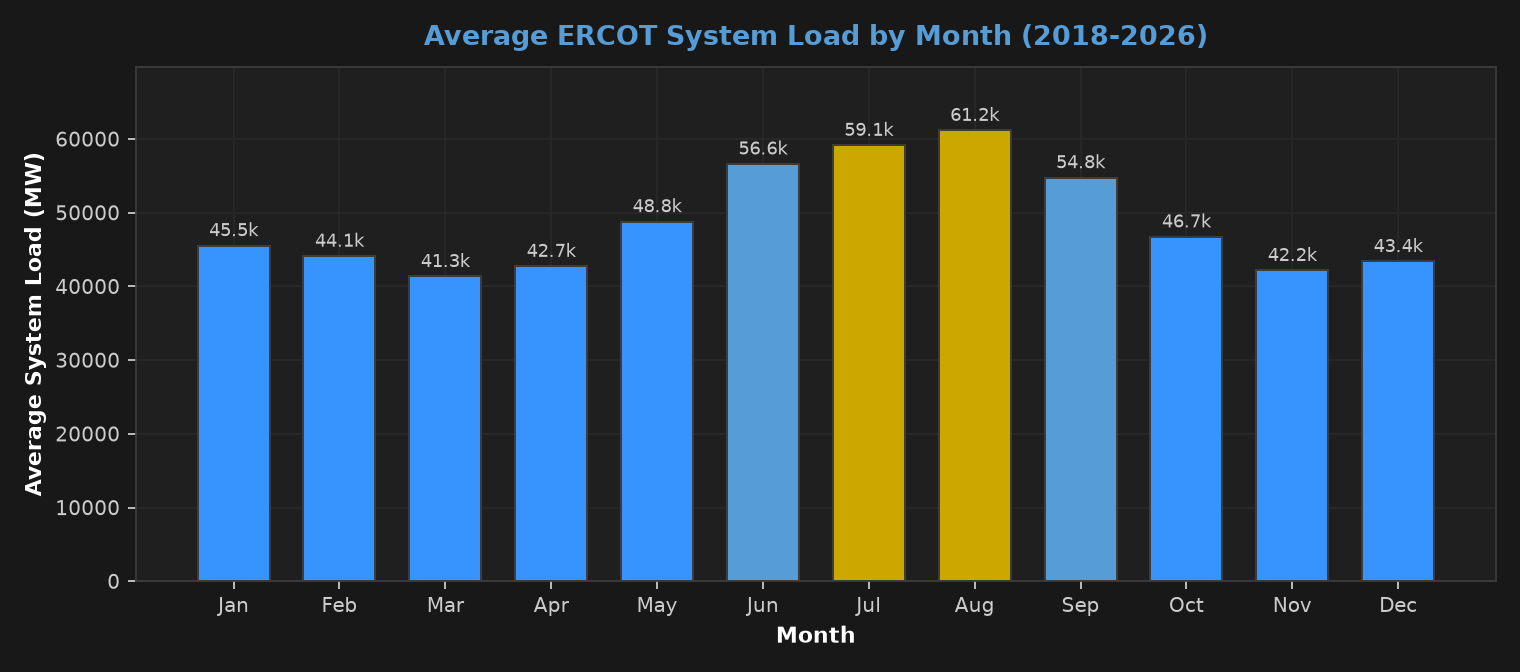 Average ERCOT System Load by Month (2018-2026)
Average System Load (MW)
60000
50000
40000
30000
20000
10000
0
45.5k
44.1k
41.3k
42.7k
48.8k
56.6k
59.1k
61.2k
54.8k
46.7k
42.2k
43.4k
Jan Feb Mar Apr May Jun Jul Aug Sep Oct Nov Dec
Month